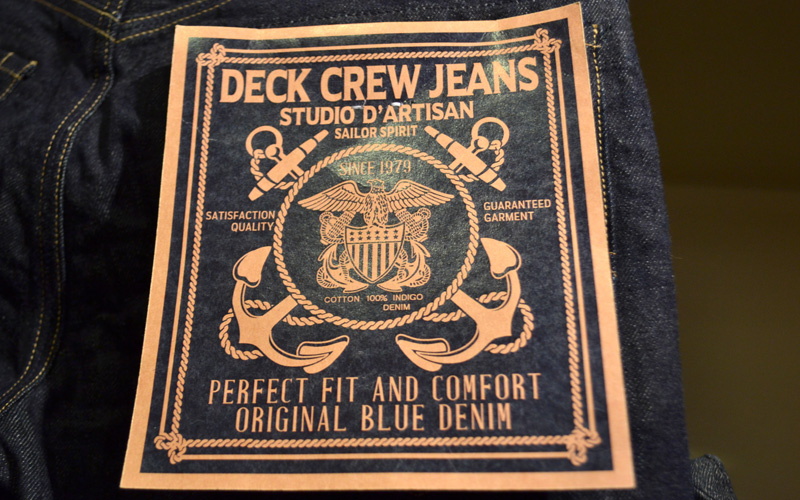 DECK CREW JEANS
STUDIO D'ARTISAN
SAILOR SPIRIT
SINCE 1979
SATISFACTION
QUALITY
GUARANTEED
GARMENT
COTTON 100% INDIGO
DENIM
PERFECT FIT AND COMFORT
ORIGINAL BLUE DENIM